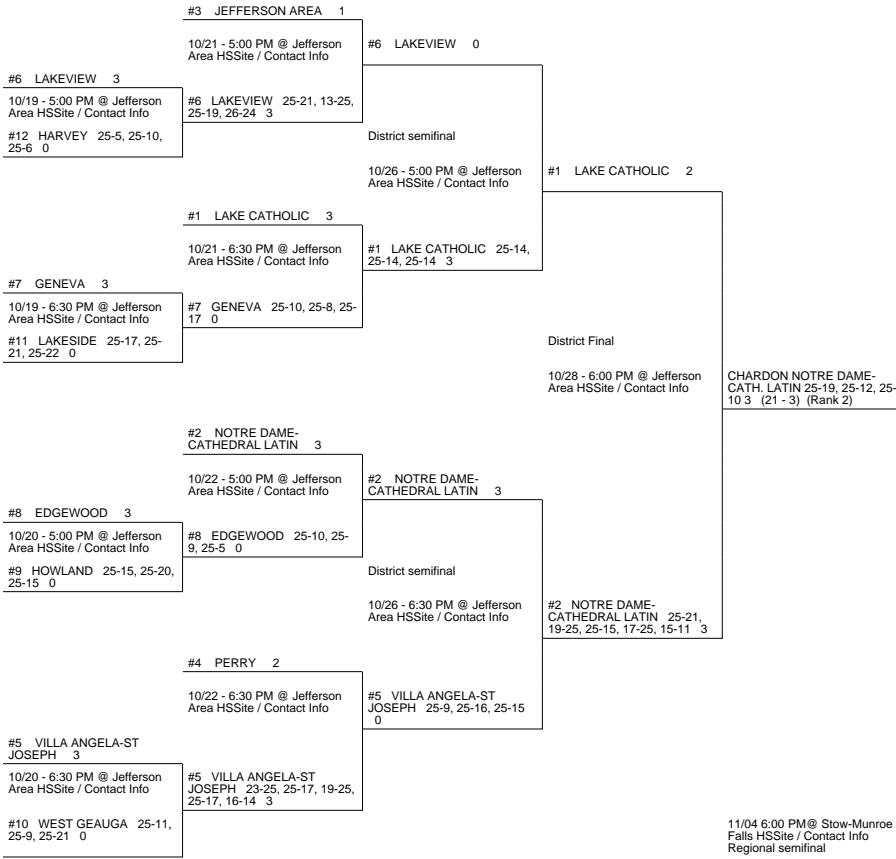 #3 JEFFERSON AREA 1
10/21 - 5:00 PM @ Jefferson
Area HSSite / Contact Info
#6 LAKEVIEW 0
#6 LAKEVIEW 3
10/19 - 5:00 PM @ Jefferson
Area HSSite / Contact Info
#6 LAKEVIEW 25-21, 13-25,
25-19, 26-24 3
#12 HARVEY 25-5, 25-10,
25-6 0
District semifinal
10/26 - 5:00 PM @ Jefferson
Area HSSite / Contact Info
#1 LAKE CATHOLIC 2
#1 LAKE CATHOLIC 3
10/21 - 6:30 PM @ Jefferson
Area HSSite / Contact Info
#1 LAKE CATHOLIC 25-14,
25-14, 25-14 3
#7 GENEVA 3
10/19 - 6:30 PM @ Jefferson
Area HSSite / Contact Info
#7 GENEVA 25-10, 25-8, 25-
17 0
#11 LAKESIDE 25-17, 25-
21, 25-22 0
District Final
10/28 - 6:00 PM @ Jefferson
Area HSSite / Contact Info
CHARDON NOTRE DAME-
CATH. LATIN 25-19, 25-12, 25-
10 3 (21 - 3) (Rank 2)
#2 NOTRE DAME-
CATHEDRAL LATIN 3
10/22 - 5:00 PM @ Jefferson
Area HSSite / Contact Info
#2 NOTRE DAME-
CATHEDRAL LATIN 3
#8 EDGEWOOD 3
10/20 - 5:00 PM @ Jefferson
Area HSSite / Contact Info
#8 EDGEWOOD 25-10, 25-
9, 25-5 0
#9 HOWLAND 25-15, 25-20,
25-15 0
District semifinal
10/26 - 6:30 PM @ Jefferson
Area HSSite / Contact Info
#2 NOTRE DAME-
CATHEDRAL LATIN 25-21,
19-25, 25-15, 17-25, 15-11 3
#4 PERRY 2
10/22 - 6:30 PM @ Jefferson
Area HSSite / Contact Info
#5 VILLA ANGELA-ST
JOSEPH 25-9, 25-16, 25-15
0
#5 VILLA ANGELA-ST
JOSEPH 3
10/20 - 6:30 PM @ Jefferson
Area HSSite / Contact Info
#5 VILLA ANGELA-ST
JOSEPH 23-25, 25-17, 19-25,
25-17, 16-14 3
#10 WEST GEAUGA 25-11,
25-9, 25-21 0
11/04 6:00 PM@ Stow-Munroe
Falls HSSite / Contact Info
Regional semifinal